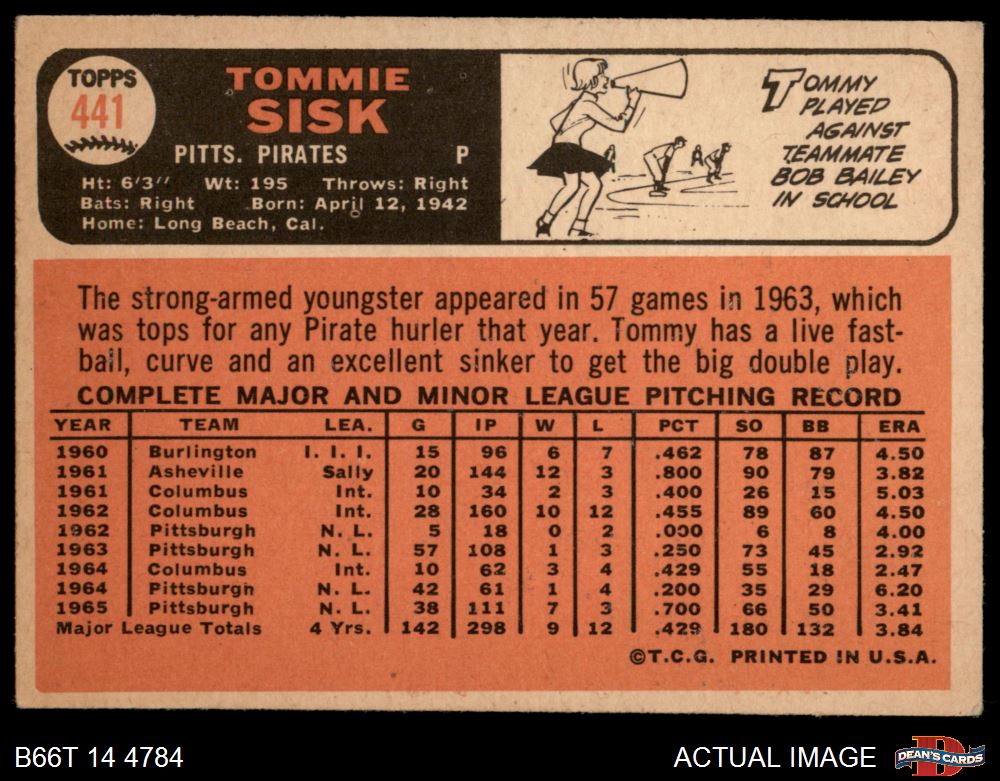 TOPPS
441
TOMMIE
SISK
PITTS. PIRATES P
Ht: 6'3" Wt: 195 Throws: Right
Bats: Right Born: April 12, 1942
Home: Long Beach, Cal.
TOMMY
PLAYED
AGAINST
TEAMMATE
BOB BAILEY
IN SCHOOL
The strong-armed youngster appeared in 57 games in 1963, which
was tops for any Pirate hurler that year. Tommy has a live fast-
ball, curve and an excellent sinker to get the big double play.
COMPLETE MAJOR AND MINOR LEAGUE PITCHING RECORD
YEAR TEAM LEA. G IP W L PCT SO BB ERA
1960 Burlington I. I. I. 15 96 6 7 .462 78 87 4.50
1961 Asheville Sally 20 144 12 3 .800 90 79 3.82
1961 Columbus Int. 10 34 2 3 .400 26 15 5.03
1962 Columbus Int. 28 160 10 12 .455 89 60 4.50
1962 Pittsburgh N. L. 5 18 0 2 .000 6 8 4.00
1963 Pittsburgh N. L. 57 108 1 3 .250 73 45 2.92
1964 Columbus Int. 10 62 3 4 .429 55 18 2.47
1964 Pittsburgh N. L. 42 61 1 4 .200 35 29 6.20
1965 Pittsburgh N. L. 38 111 7 3 .700 66 50 3.41
Major League Totals 4 Yrs. 142 298 9 12 .429 180 132 3.84
©T.C.G. PRINTED IN U.S.A.
B66T 14 4784
ACTUAL IMAGE
DEAN'S CARDS